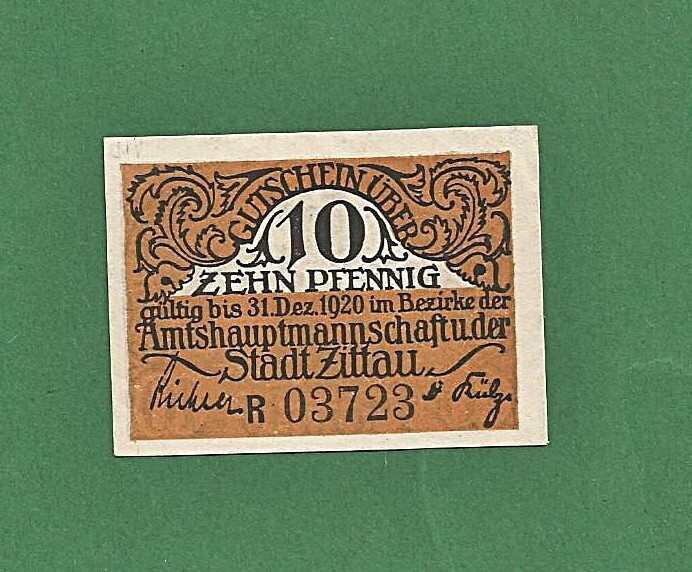 GUTSCHEIN ÜBER
10
ZEHN PFENNIG
gültig bis 31. Dez. 1920 im Bezirke der
Amtshauptmannschaft u. der
Stadt Zittau
R 03723